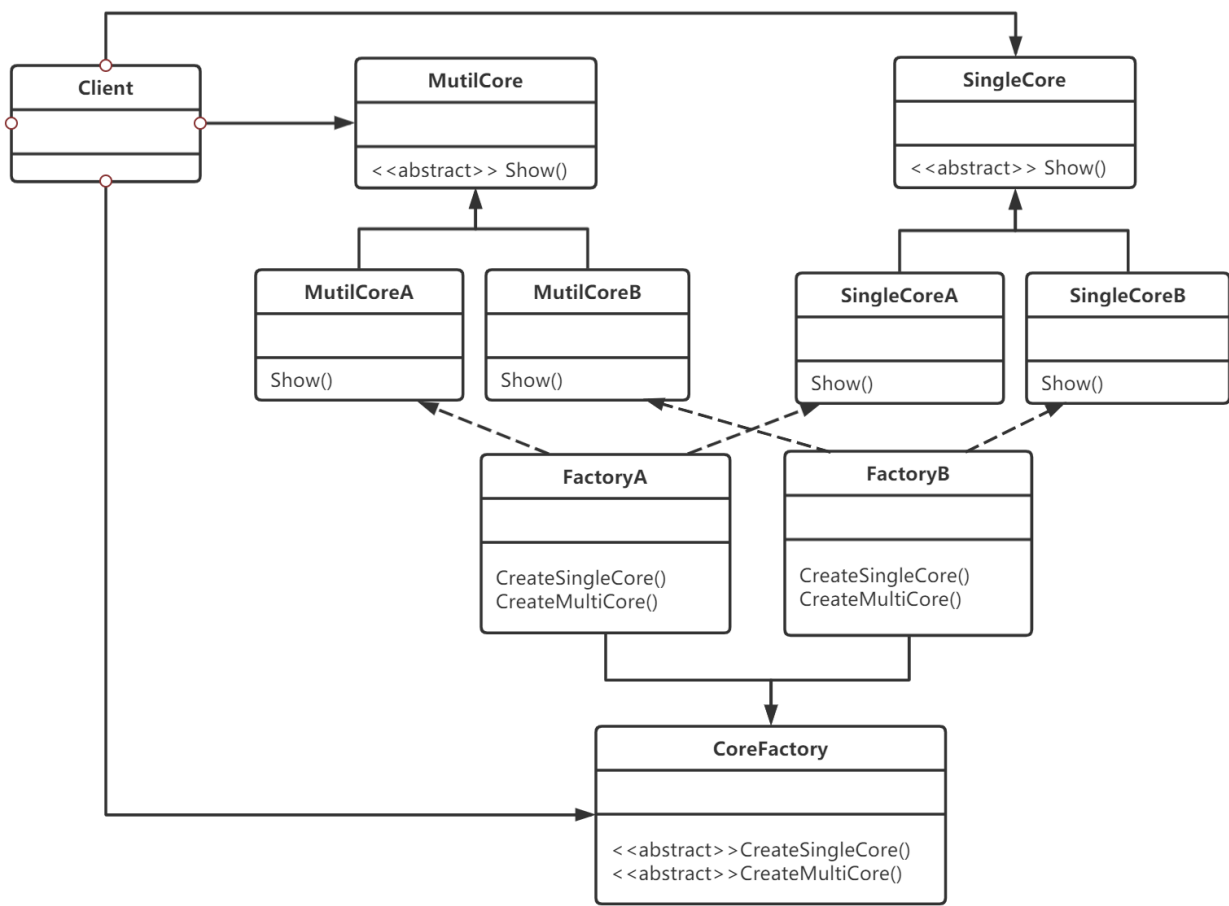 Client
MutilCore
<<abstract>> Show()
SingleCore
<<abstract>> Show()
MutilCoreA
Show()
MutilCoreB
Show()
SingleCoreA
Show()
SingleCoreB
Show()
FactoryA
CreateSingleCore()
CreateMultiCore()
FactoryB
CreateSingleCore()
CreateMultiCore()
CoreFactory
<<abstract>>CreateSingleCore()
<<abstract>>CreateMultiCore()